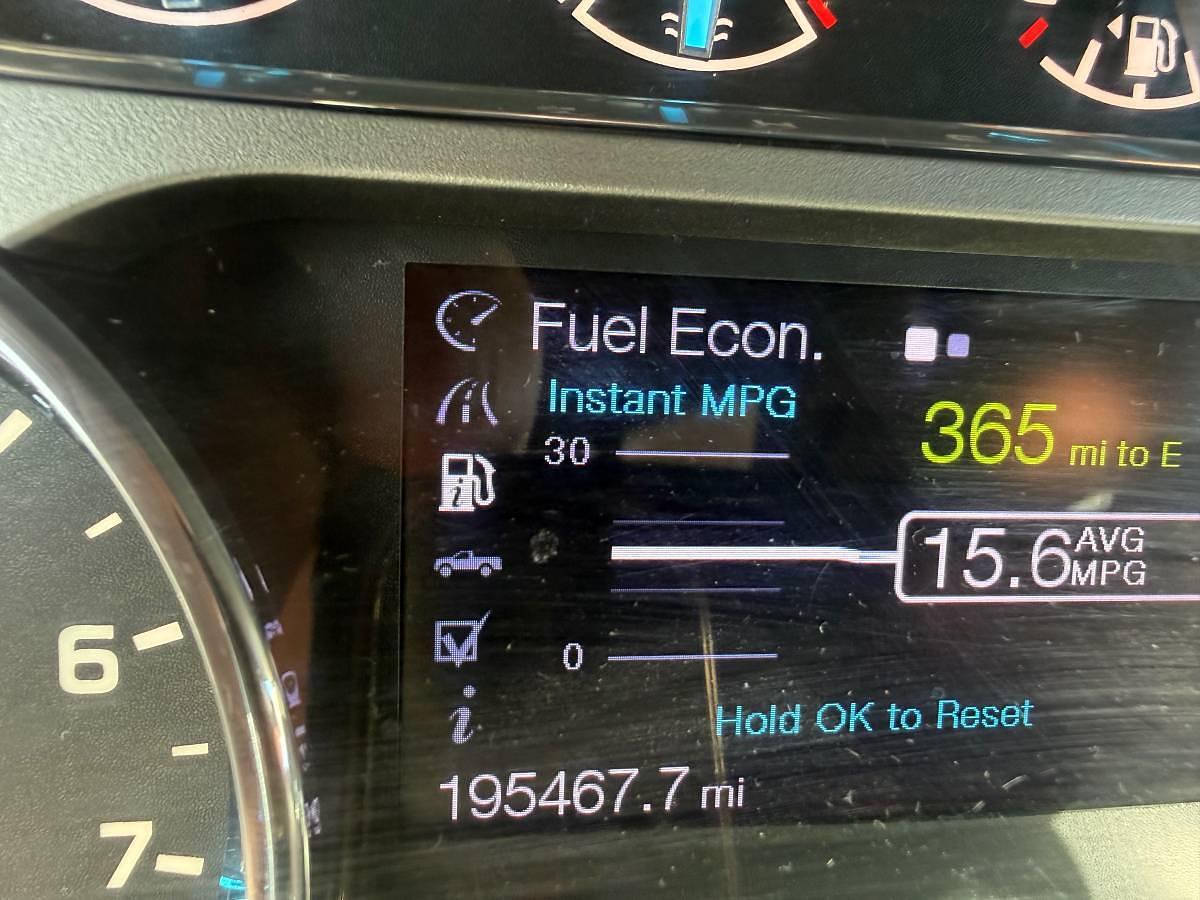 Fuel Econ.
Instant MPG
30
365 mi to E
15.6 AVG MPG
0
Hold OK to Reset
195467.7 mi
6
7